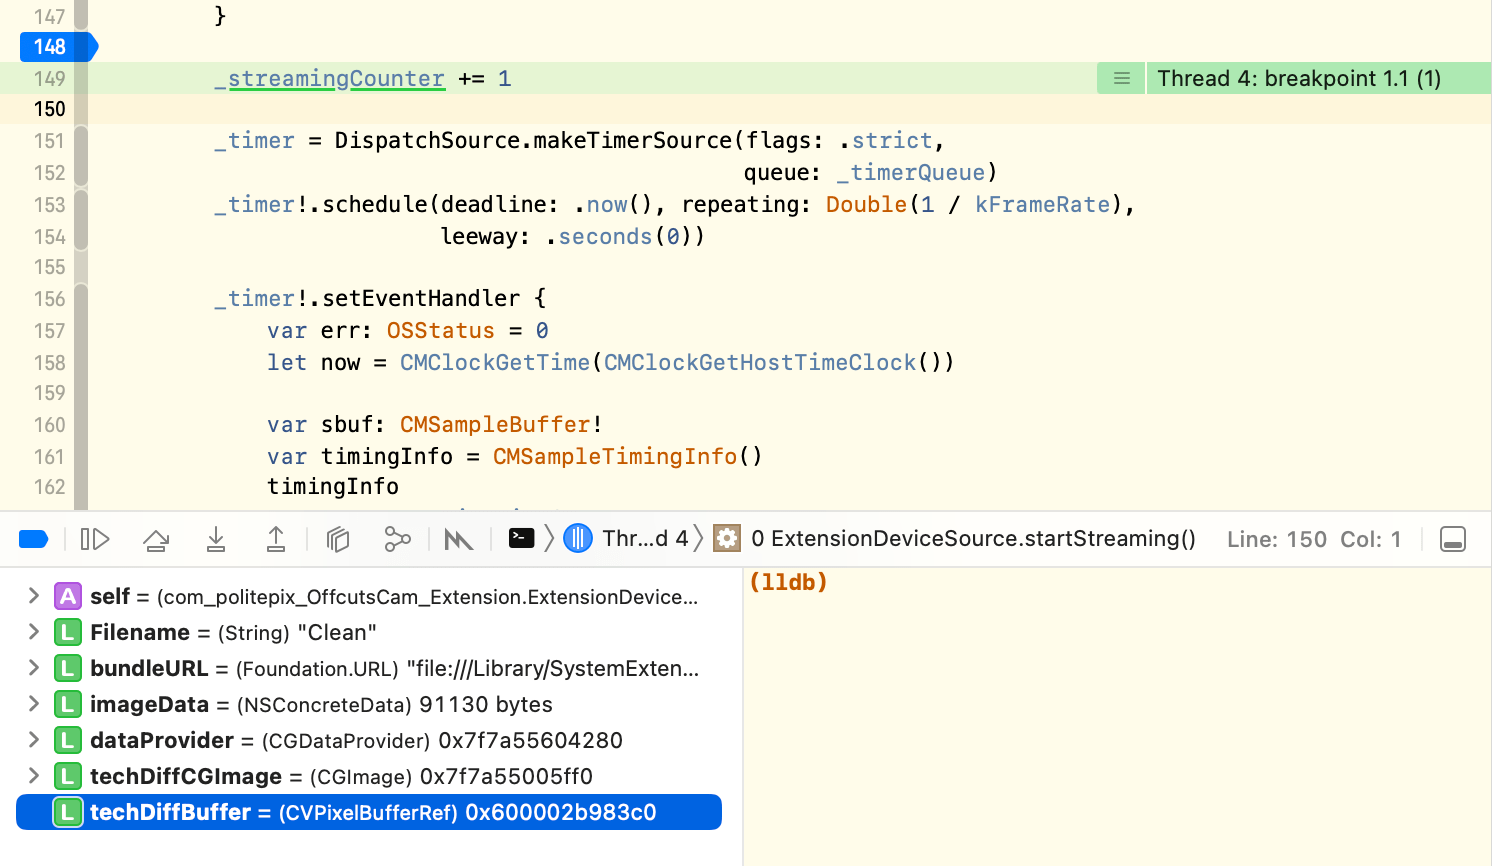 147 }
148
149 _streamingCounter += 1 Thread 4: breakpoint 1.1 (1)
150
151 _timer = DispatchSource.makeTimerSource(flags: .strict,
152 queue: _timerQueue)
153 _timer!.schedule(deadline: .now(), repeating: Double(1 / kFrameRate),
154 leeway: .seconds(0))
155
156 _timer!.setEventHandler {
157 var err: OSStatus = 0
158 let now = CMClockGetTime(CMClockGetHostTimeClock())
159
160 var sbuf: CMSampleBuffer!
161 var timingInfo = CMSampleTimingInfo()
162 timingInfo
Thr...d 4 0 ExtensionDeviceSource.startStreaming() Line: 150 Col: 1
A self = (com_politepix_OffcutsCam_Extension.ExtensionDevice...
L Filename = (String) "Clean"
L bundleURL = (Foundation.URL) "file:///Library/SystemExten...
L imageData = (NSConcreteData) 91130 bytes
L dataProvider = (CGDataProvider) 0x7f7a55604280
L techDiffCGImage = (CGImage) 0x7f7a55005ff0
L techDiffBuffer = (CVPixelBufferRef) 0x600002b983c0
(lldb)